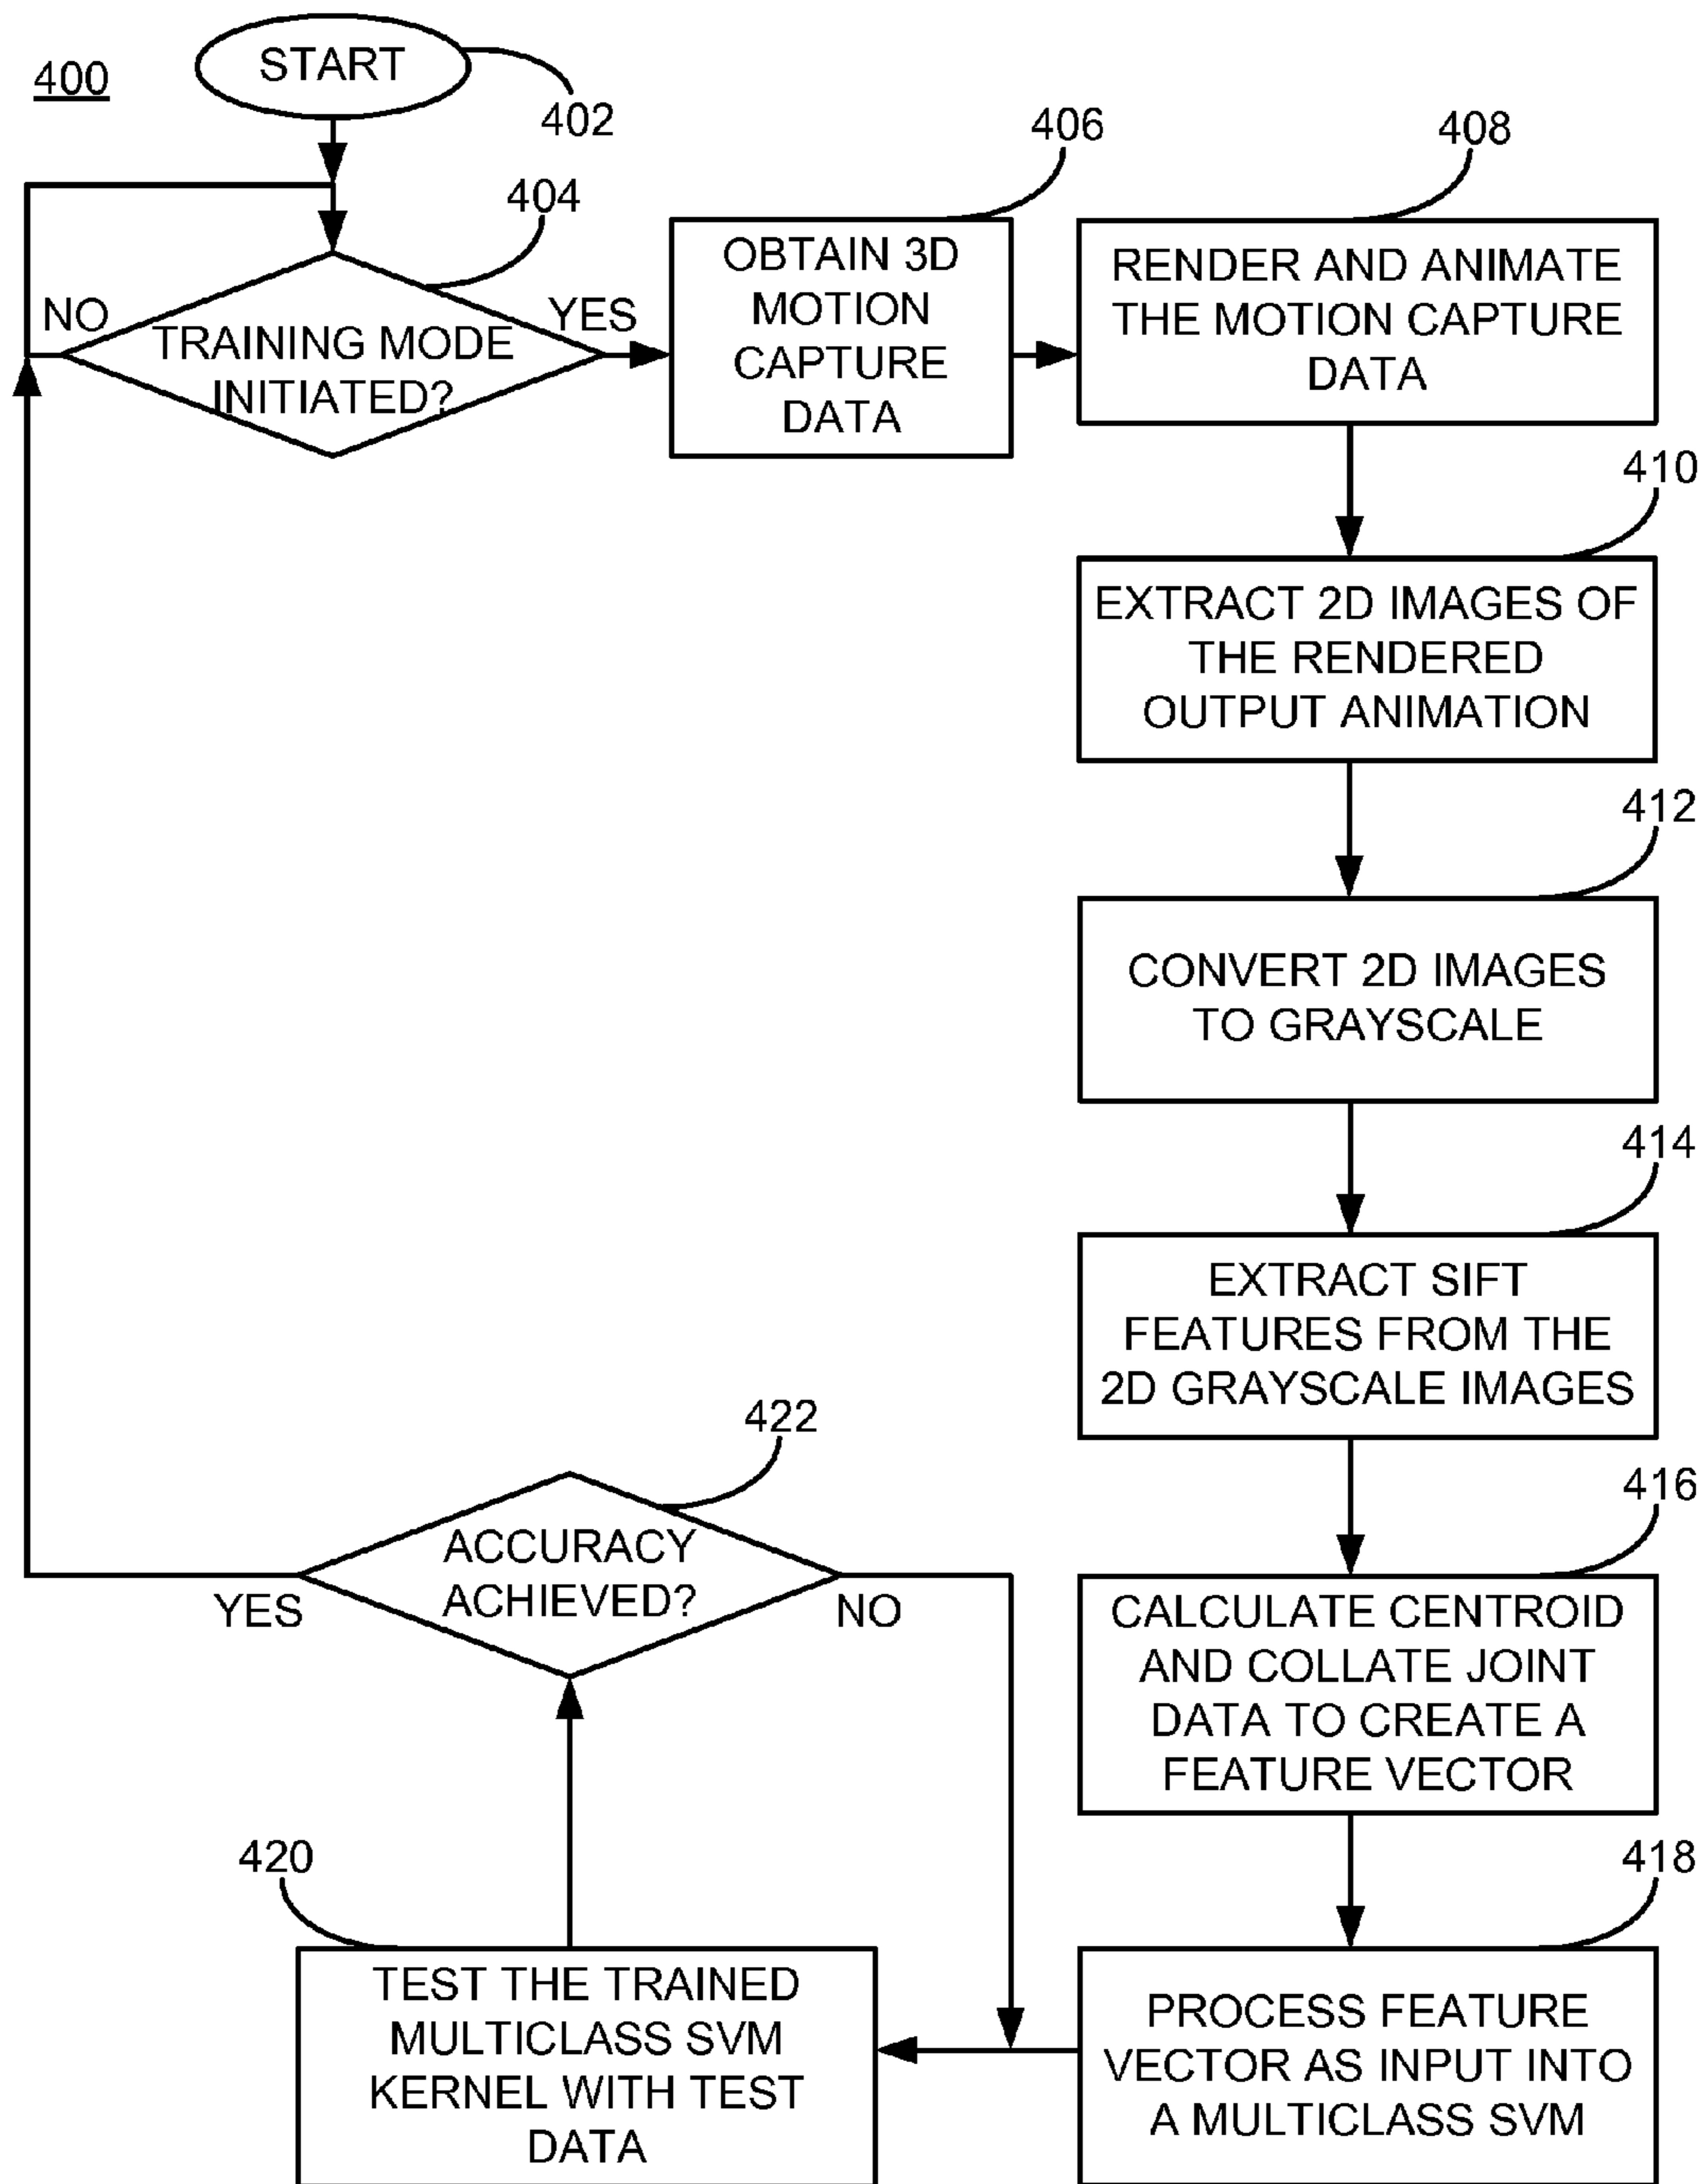 400
START
402
404
NO
YES
TRAINING MODE
INITIATED?
406
OBTAIN 3D
MOTION
CAPTURE
DATA
408
RENDER AND ANIMATE
THE MOTION CAPTURE
DATA
410
EXTRACT 2D IMAGES OF
THE RENDERED
OUTPUT ANIMATION
412
CONVERT 2D IMAGES
TO GRAYSCALE
414
EXTRACT SIFT
FEATURES FROM THE
2D GRAYSCALE IMAGES
416
CALCULATE CENTROID
AND COLLATE JOINT
DATA TO CREATE A
FEATURE VECTOR
418
PROCESS FEATURE
VECTOR AS INPUT INTO
A MULTICLASS SVM
420
TEST THE TRAINED
MULTICLASS SVM
KERNEL WITH TEST
DATA
422
ACCURACY
ACHIEVED?
YES
NO